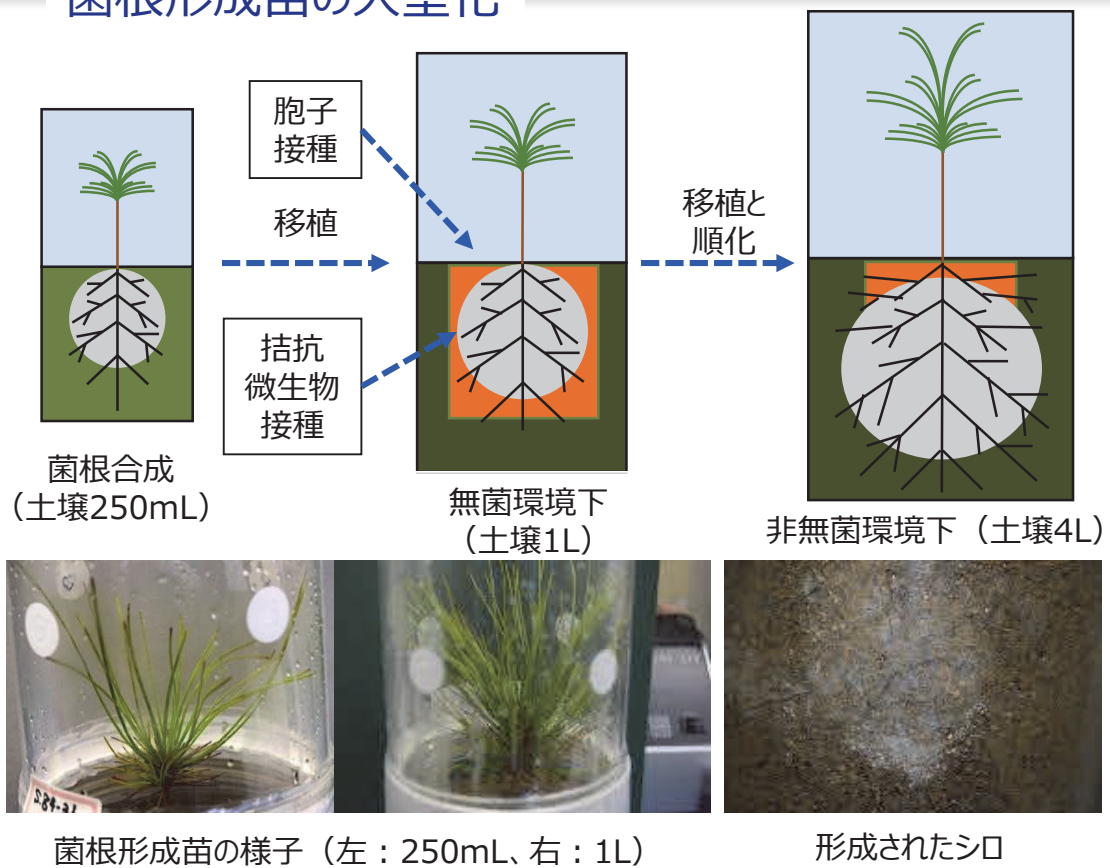 菌根形成苗の大型化
胞子
接種
移植
移植と
順化
拮抗
微生物
接種
菌根合成
（土壌250mL）
無菌環境下
（土壌1L）
非無菌環境下（土壌4L）
菌根形成苗の様子（左：250mL、右：1L）
形成されたシロ